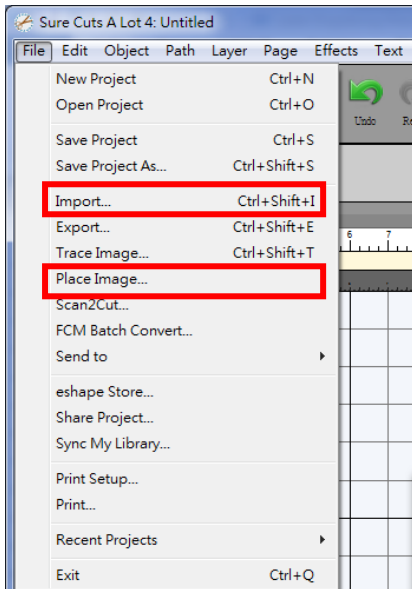 Sure Cuts A Lot 4: Untitled
File Edit Object Path Layer Page Effects Text
New Project Ctrl+N
Open Project Ctrl+O
Undo
Save Project Ctrl+S
Save Project As... Ctrl+Shift+S
Import... Ctrl+Shift+I
Export... Ctrl+Shift+E
6 7
Trace Image... Ctrl+Shift+T
Place Image...
Scan2Cut...
FCM Batch Convert...
Send to
eshape Store...
Share Project...
Sync My Library...
Print Setup...
Print...
Recent Projects
Exit Ctrl+Q